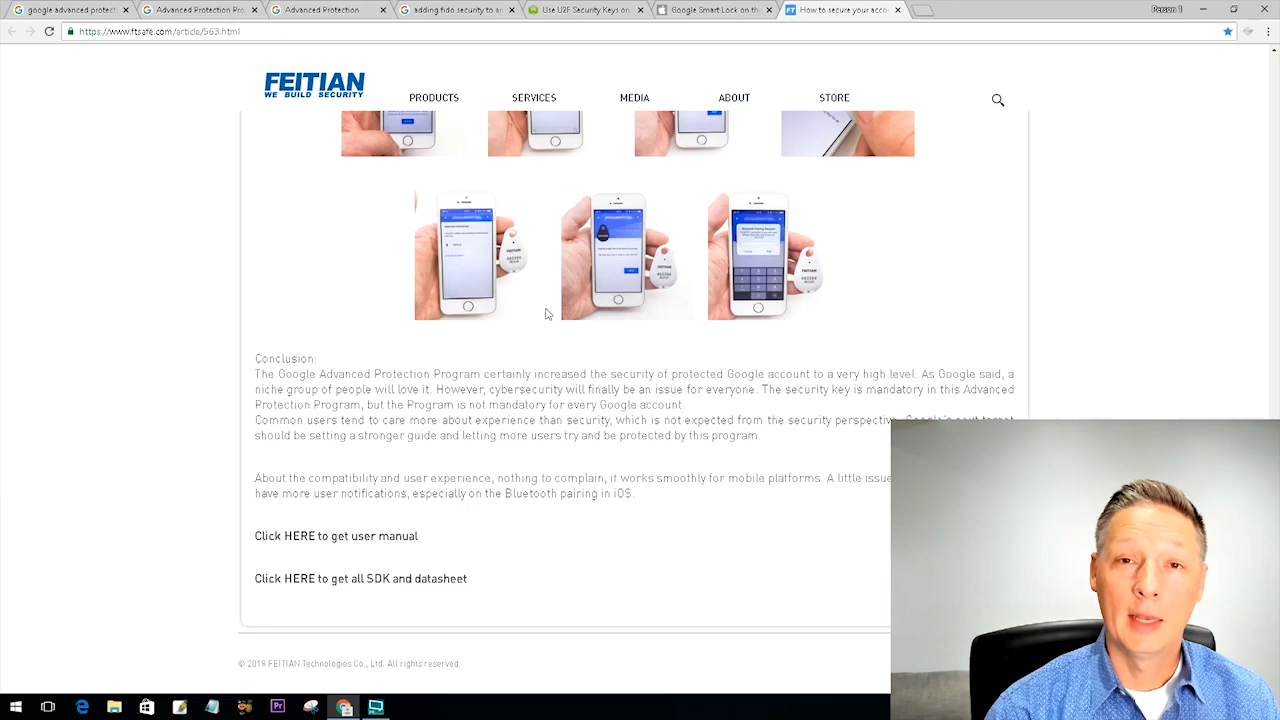 google advanced protect
Advanced Protection Pro
Advanced Protection
adding fido security to an
Use U2F Security Keys on
Google Smart Lock on the
How to secure your acco
Person 1
https://www.ftsafe.com/article/563.html
FEITIAN
WE BUILD SECURITY
PRODUCTS
SERVICES
MEDIA
ABOUT
STORE
Conclusion:
The Google Advanced Protection Program certainly increased the security of protected Google account to a very high level. As Google said, a
niche group of people will love it. However, cybersecurity will finally be an issue for everyone. The security key is mandatory in this Advanced
Protection Program, but the Program is not mandatory for every Google account.
Common users tend to care more about experience than security, which is not expected from the security perspective.
should be setting a stronger guide and letting more users try and be protected by this program.
About the compatibility and user experience, nothing to complain, it works smoothly for mobile platforms. A little issue
have more user notifications, especially on the Bluetooth pairing in iOS.
Click HERE to get user manual
Click HERE to get all SDK and datasheet
© 2018 FEITIAN Technologies Co., Ltd. All rights reserved.